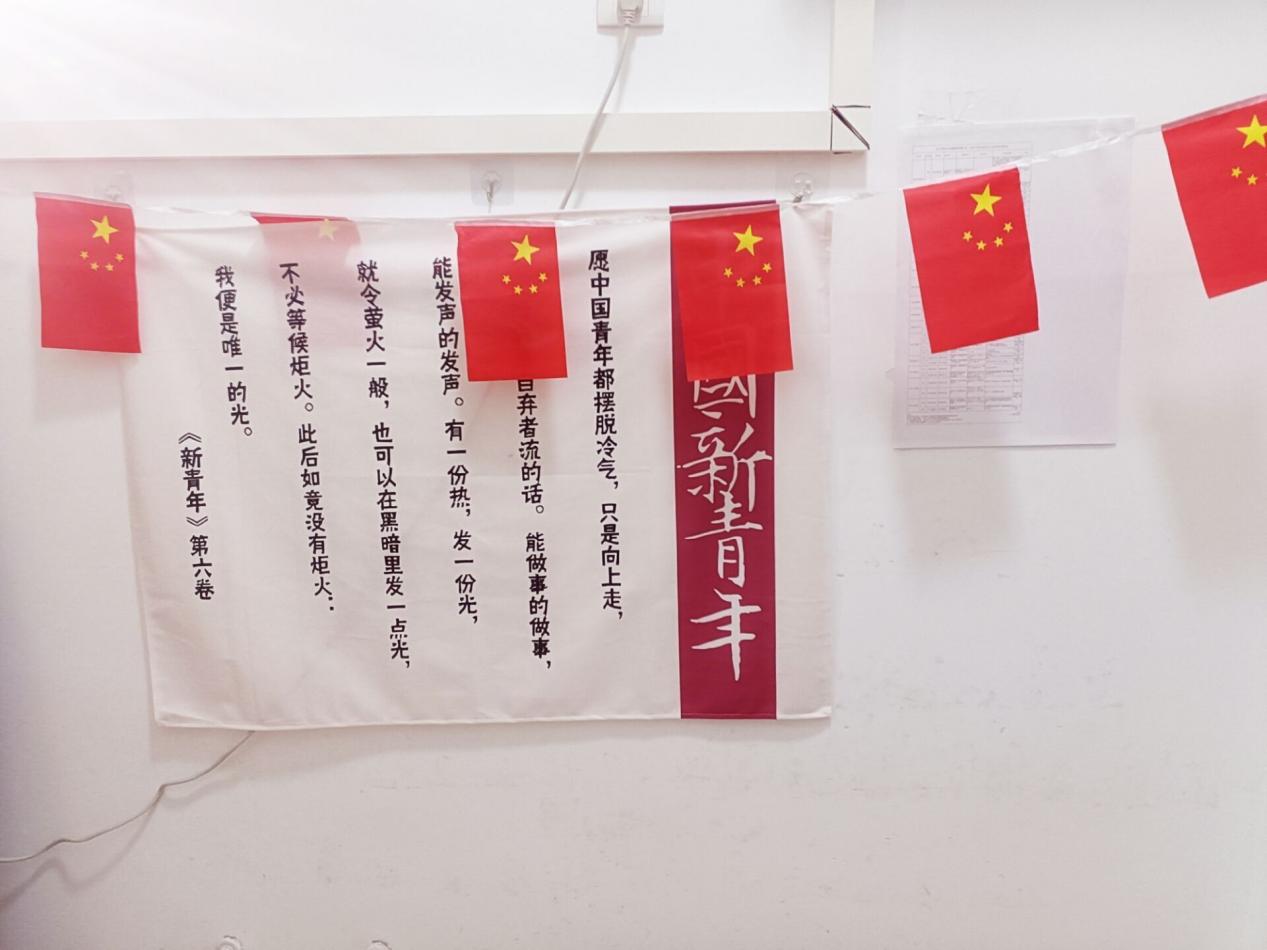 國新青年
愿中国青年都摆脱冷气，只是向上走，
自弃者流的话。能做事的做事，
能发声的发声。有一份热，发一份光，
就令萤火一般，也可以在黑暗里发一点光，
不必等候炬火。此后如竟没有炬火：
我便是唯一的光。
《新青年》第六卷